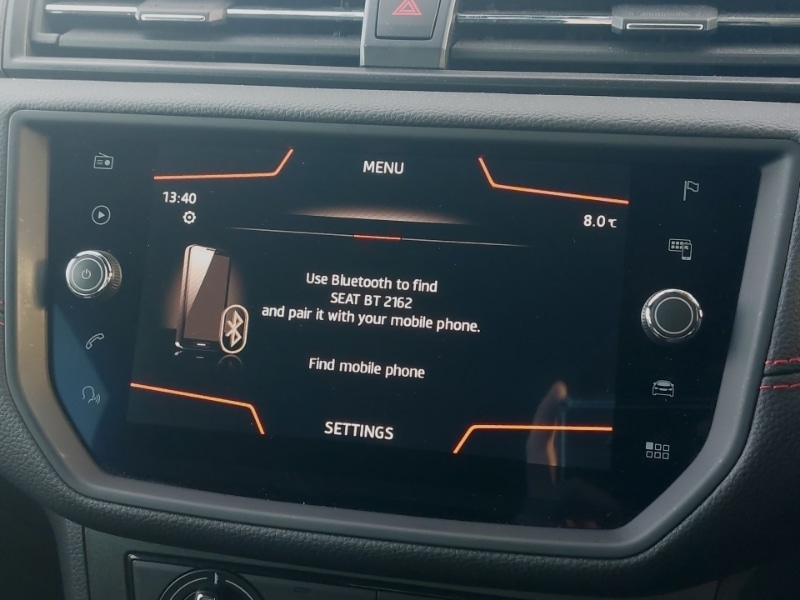 MENU
13:40
8.0°C
Use Bluetooth to find
SEAT BT 2162
and pair it with your mobile phone.
Find mobile phone
SETTINGS